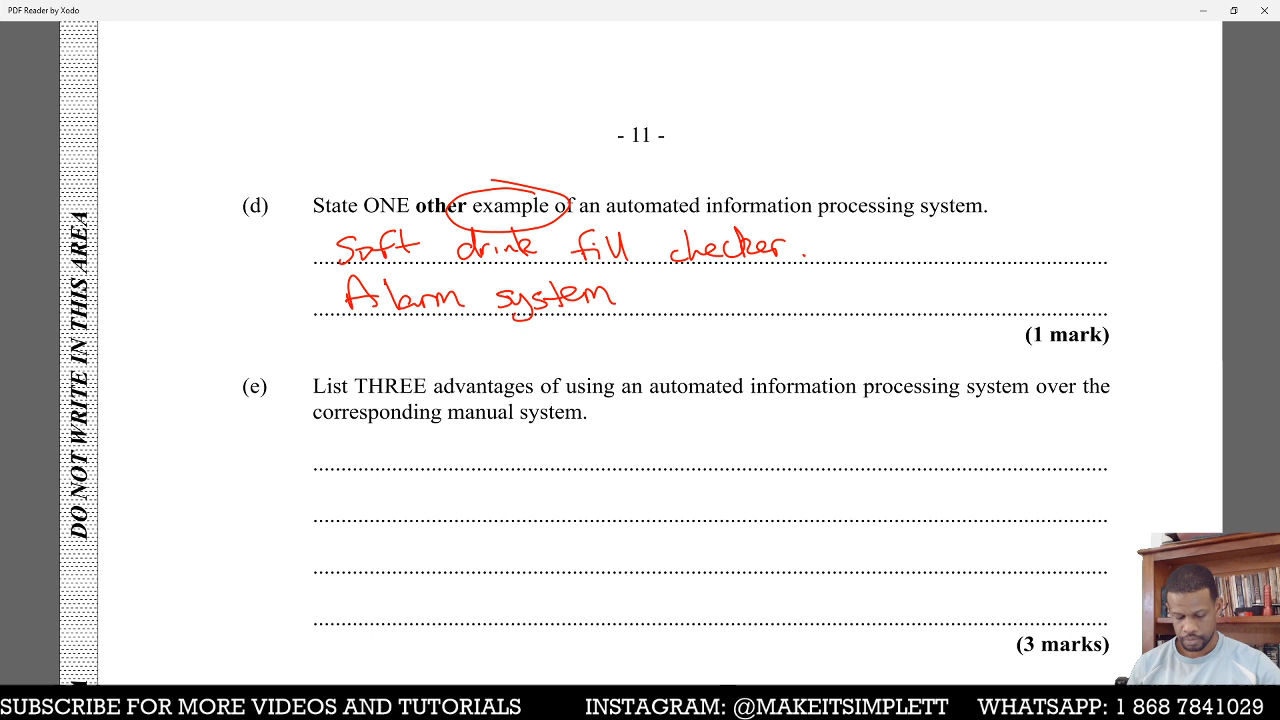 PDF Reader by Xodo
- 11 -
(d) State ONE other example of an automated information processing system.
Soft drink fill checker.
Alarm system
(1 mark)
(e) List THREE advantages of using an automated information processing system over the
corresponding manual system.
(3 marks)
DO NOT WRITE IN THIS AREA
SUBSCRIBE FOR MORE VIDEOS AND TUTORIALS INSTAGRAM: @MAKEITSIMPLETT WHATSAPP: 1 868 7841029